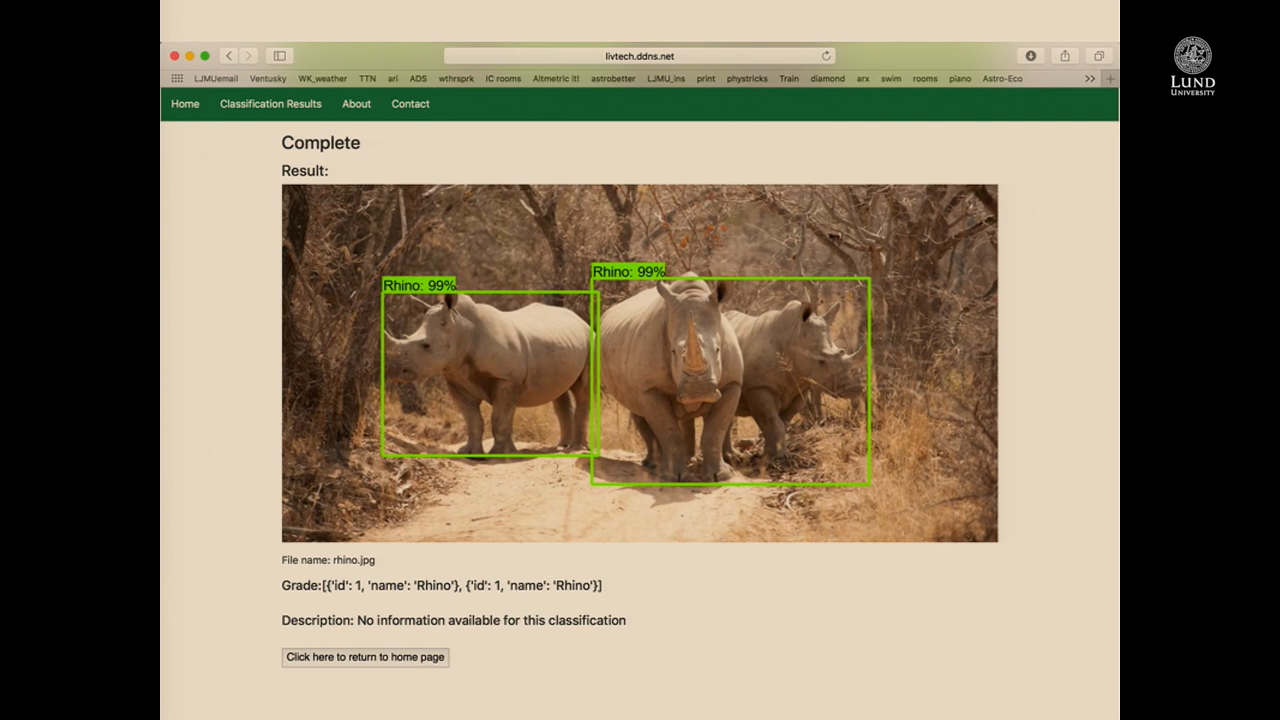 livtech.ddns.net
LJMUemail Ventusky WK_weather TTN ari ADS wthrsprk IC rooms Altmetric it! astrobetter LJMU_ins print phystricks Train diamond arx swim rooms piano Astro-Eco
Home Classification Results About Contact
Complete
Result:
Rhino: 99%
Rhino: 99%
File name: rhino.jpg
Grade:[{'id': 1, 'name': 'Rhino'}, {'id': 1, 'name': 'Rhino'}]
Description: No information available for this classification
Click here to return to home page
LUND
UNIVERSITY